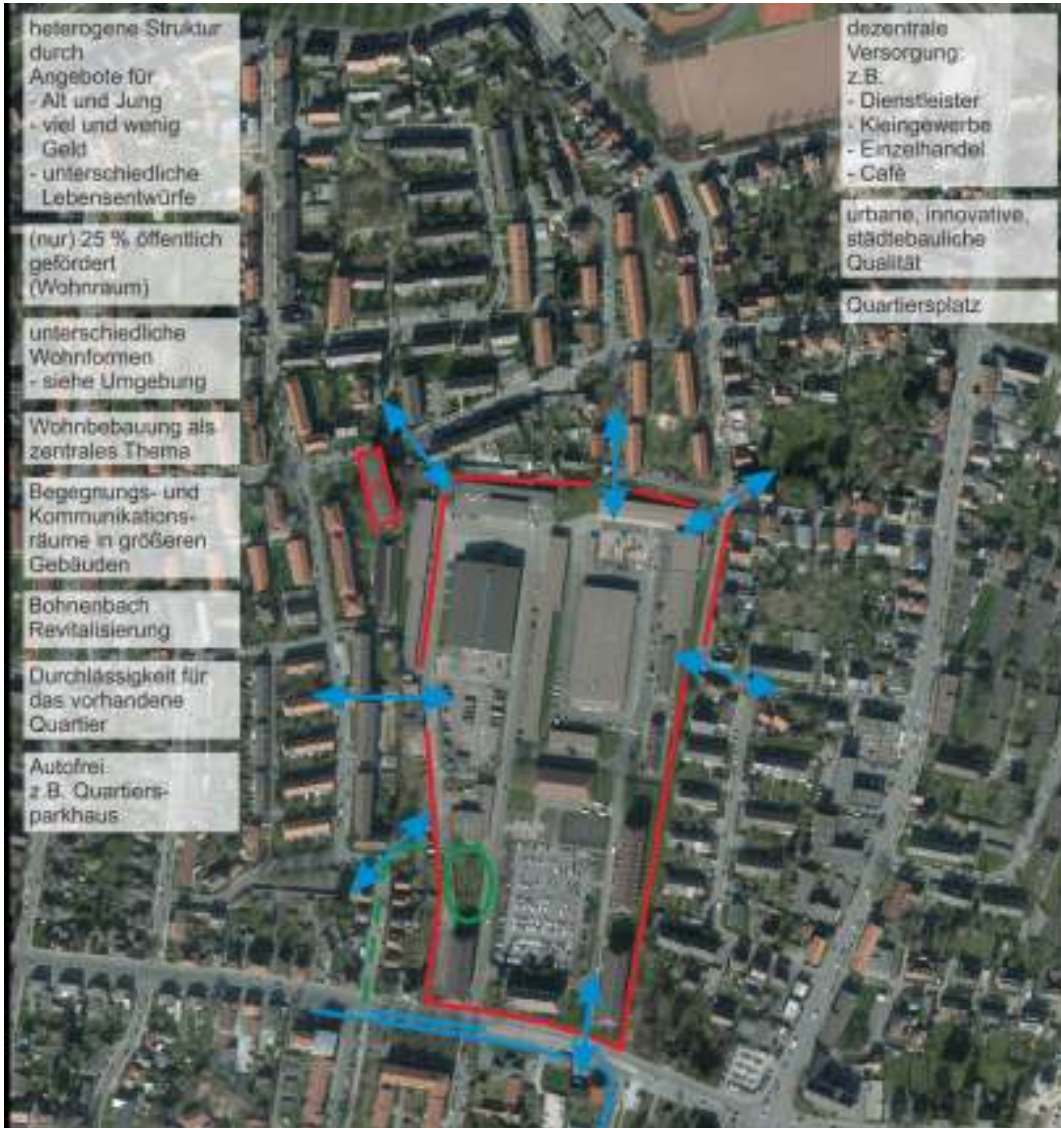 heterogene Struktur
durch
Angebote für
- Alt und Jung
- viel und wenig
Geld
- unterschiedliche
Lebensentwürfe
(nur) 25 % öffentlich
gefördert
(Wohnraum)
unterschiedliche
Wohnformen
- siehe Umgebung
Wohnbebauung als
zentrales Thema
Begegnungs- und
Kommunikations-
räume in größeren
Gebäuden
Bohnenbach
Revitalisierung
Durchlässigkeit für
das vorhandene
Quartier
Autofrei
z.B. Quartiers-
parkhaus
dezentrale
Versorgung:
z.B.
- Dienstleister
- Kleingewerbe
- Einzelhandel
- Café
urbane, innovative,
städtebauliche
Qualität
Quartiersplatz